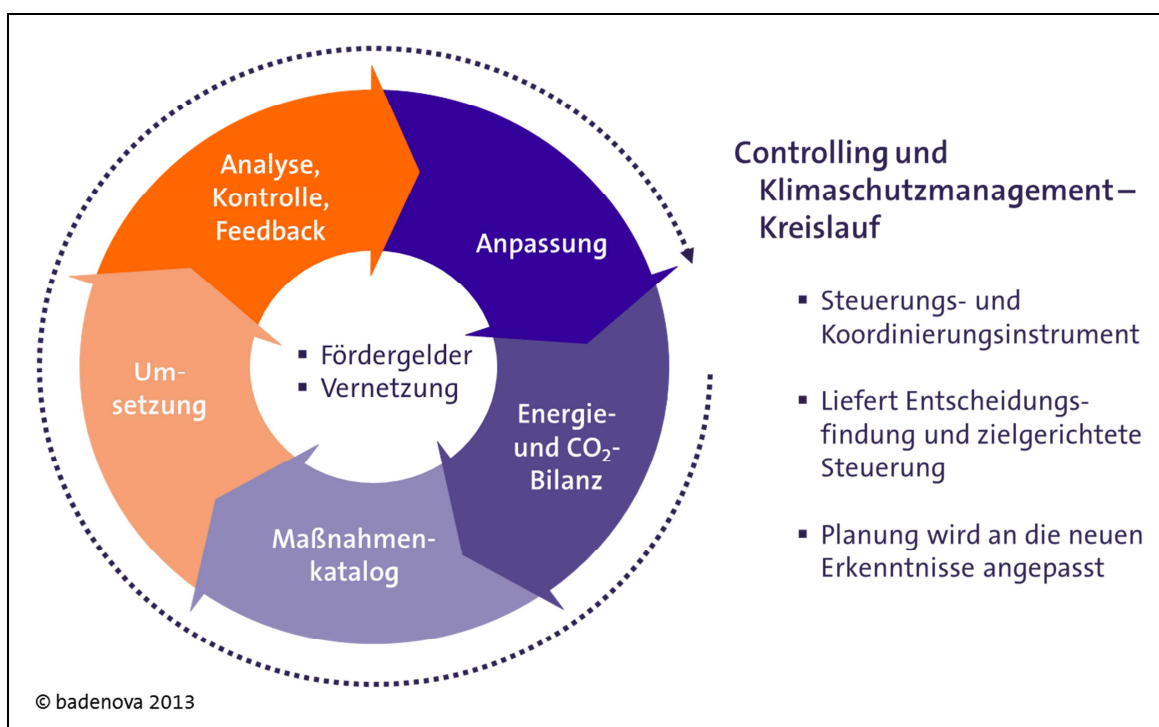 Analyse,
Kontrolle,
Feedback
Anpassung
Energie-
und CO₂-
Bilanz
Maßnahmen-
katalog
Um-
setzung
▪ Fördergelder
▪ Vernetzung
Controlling und
Klimaschutzmanagement –
Kreislauf
▪ Steuerungs- und
Koordinierungsinstrument
▪ Liefert Entscheidungs-
findung und zielgerichtete
Steuerung
▪ Planung wird an die neuen
Erkenntnisse angepasst
© badenova 2013